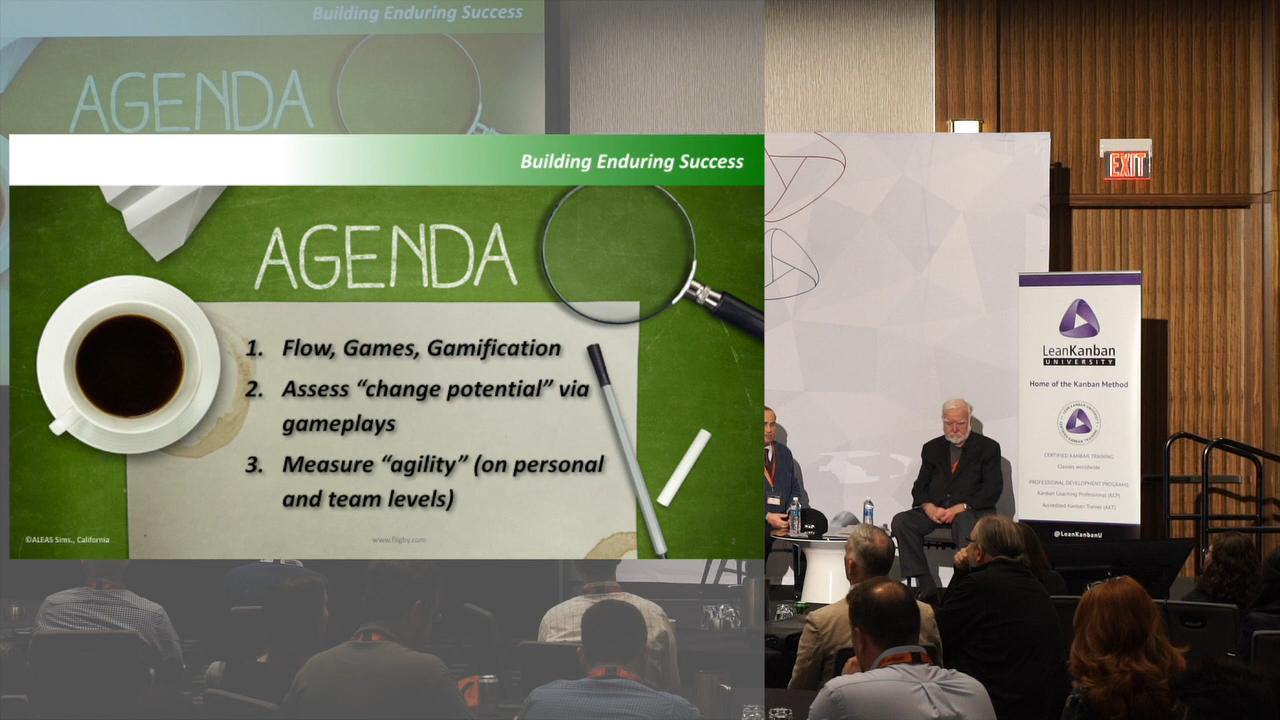 Building Enduring Success
AGENDA
Building Enduring Success
AGENDA
1. Flow, Games, Gamification
2. Assess “change potential” via
gameplays
3. Measure “agility” (on personal
and team levels)
©ALEAS Sims., California
www.fligby.com
2
EXIT
LeanKanban
UNIVERSITY
Home of the Kanban Method
CERTIFIED KANBAN TRAINING
Classes worldwide
PROFESSIONAL DEVELOPMENT PROGRAMS
Kanban Coaching Professional (KCP)
Accredited Kanban Trainer (AKT)
@LeanKanbanU